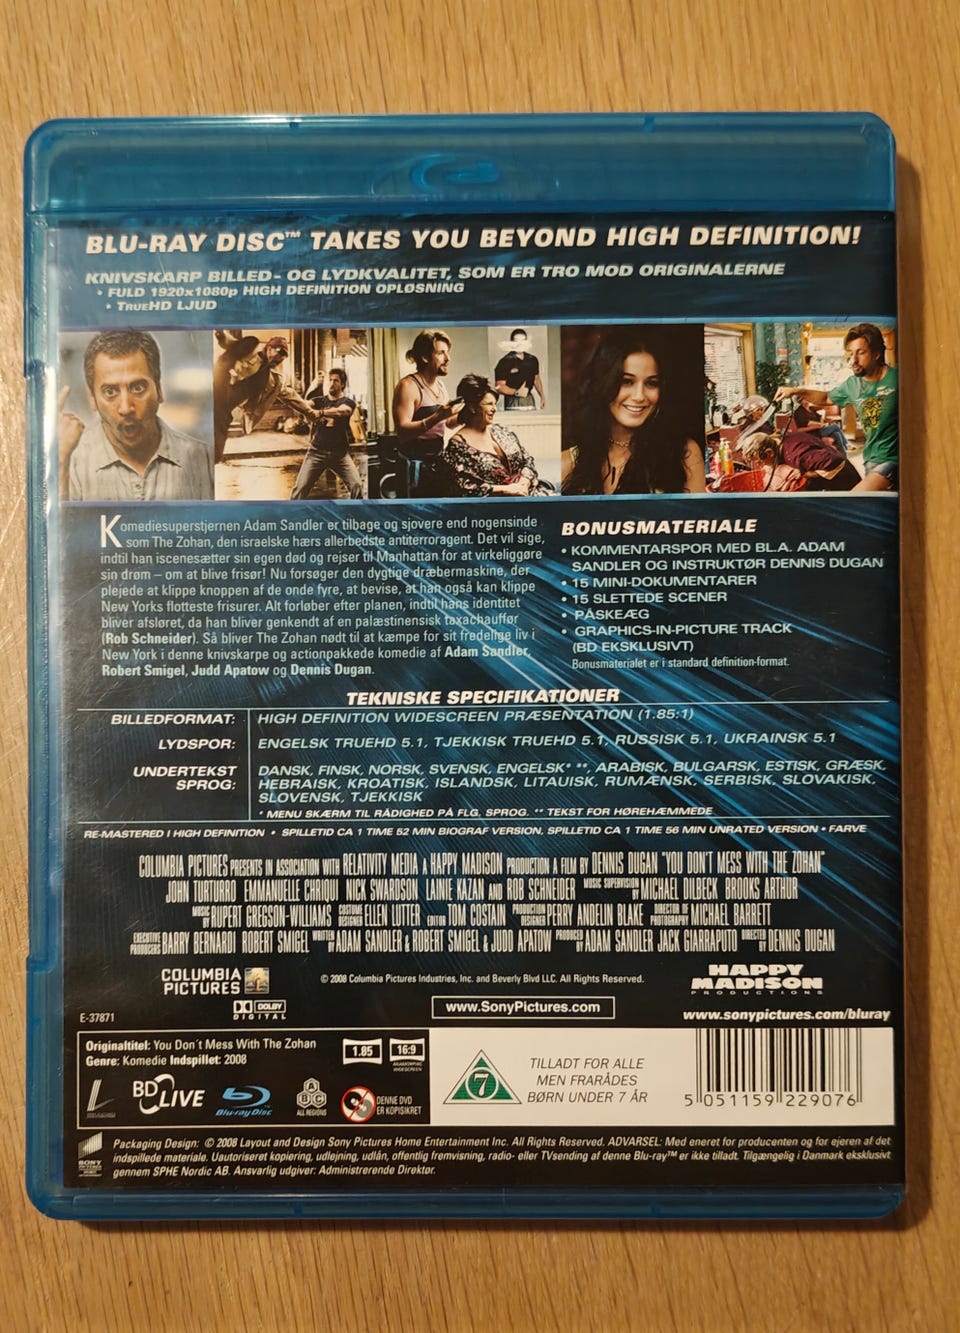 BLU-RAY DISC™ TAKES YOU BEYOND HIGH DEFINITION!
KNIVSKARP BILLED- OG LYDKVALITET, SOM ER TRO MOD ORIGINALERNE
• FULD 1920x1080p HIGH DEFINITION OPLØSNING
• TRUEHD LJUD
Komediesuperstjernen Adam Sandler er tilbage og sjovere end nogensinde
som The Zohan, den israelske hærs allerbedste antiterroragent. Det vil sige,
indtil han iscenesætter sin egen død og rejser til Manhattan for at virkeliggøre
sin drøm – om at blive frisør! Nu forsøger den dygtige dræbermaskine, der
plejede at klippe knoppen af de onde fyre, at bevise, at han også kan klippe
New Yorks flotteste frisurer. Alt forløber efter planen, indtil hans identitet
bliver afsløret, da han bliver genkendt af en palæstinensisk taxachauffør
(Rob Schneider). Så bliver The Zohan nødt til at kæmpe for sit fredelige liv i
New York i denne knivskarpe og actionpakkede komedie af Adam Sandler,
Robert Smigel, Judd Apatow og Dennis Dugan.
BONUSMATERIALE
• KOMMENTARSPOR MED BL.A. ADAM
SANDLER OG INSTRUKTØR DENNIS DUGAN
• 15 MINI-DOKUMENTARER
• 15 SLETTEDE SCENER
• PÅSKEÆG
• GRAPHICS-IN-PICTURE TRACK
(BD EKSKLUSIVT)
Bonusmaterialet er i standard definition-format.
TEKNISKE SPECIFIKATIONER
BILLEDFORMAT: HIGH DEFINITION WIDESCREEN PRÆSENTATION (1.85:1)
LYDSPOR: ENGELSK TRUEHD 5.1, TJEKKISK TRUEHD 5.1, RUSSISK 5.1, UKRAINSK 5.1
UNDERTEKST SPROG: DANSK, FINSK, NORSK, SVENSK, ENGELSK* **, ARABISK, BULGARSK, ESTISK, GRÆSK,
HEBRAISK, KROATISK, ISLANDSK, LITAUISK, RUMÆNSK, SERBISK, SLOVAKISK,
SLOVENSK, TJEKKISK
* MENU SKÆRM TIL RÅDIGHED PÅ FLG. SPROG. ** TEKST FOR HØREHÆMMEDE
RE-MASTERED I HIGH DEFINITION • SPILLETID CA 1 TIME 52 MIN BIOGRAF VERSION, SPILLETID CA 1 TIME 56 MIN UNRATED VERSION • FARVE
COLUMBIA PICTURES PRESENTS IN ASSOCIATION WITH RELATIVITY MEDIA A HAPPY MADISON PRODUCTION A FILM BY DENNIS DUGAN "YOU DON'T MESS WITH THE ZOHAN"
JOHN TURTURRO EMMANUELLE CHRIQUI NICK SWARDSON LAINIE KAZAN AND ROB SCHNEIDER MUSIC SUPERVISION BY MICHAEL DILBECK BROOKS ARTHUR
MUSIC BY RUPERT GREGSON-WILLIAMS COSTUME DESIGNER ELLEN LUTTER EDITOR TOM COSTAIN PRODUCTION DESIGNER PERRY ANDELIN BLAKE DIRECTOR OF PHOTOGRAPHY MICHAEL BARRETT
EXECUTIVE PRODUCERS BARRY BERNARDI ROBERT SMIGEL WRITTEN BY ADAM SANDLER & ROBERT SMIGEL & JUDD APATOW PRODUCED BY ADAM SANDLER JACK GIARRAPUTO DIRECTED BY DENNIS DUGAN
COLUMBIA
PICTURES
© 2008 Columbia Pictures Industries, Inc. and Beverly Blvd LLC. All Rights Reserved.
HAPPY
MADISON
PRODUCTIONS
DOLBY
DIGITAL
www.SonyPictures.com
www.sonypictures.com/bluray
E-37871
Originaltitel: You Don't Mess With The Zohan
Genre: Komedie Indspillet: 2008
1.85
16:9
WIDESCREEN
BD LIVE
Blu-ray Disc
A B C
ALL REGIONS
DENNE DVD
ER KOPISIKRET
7
TILLADT FOR ALLE
MEN FRARÅDES
BØRN UNDER 7 ÅR
5 051159 229076
SONY
Packaging Design: © 2008 Layout and Design Sony Pictures Home Entertainment Inc. All Rights Reserved. ADVARSEL: Med eneret for producenten og for ejeren af det
indspillede materiale. Uautoriseret kopiering, udlejning, udlån, offentlig fremvisning, radio- eller TVsending af denne Blu-ray™ er ikke tilladt. Tilgængelig i Danmark eksklusivt
gennem SPHE Nordic AB. Ansvarlig udgiver: Administrerende Direktør.